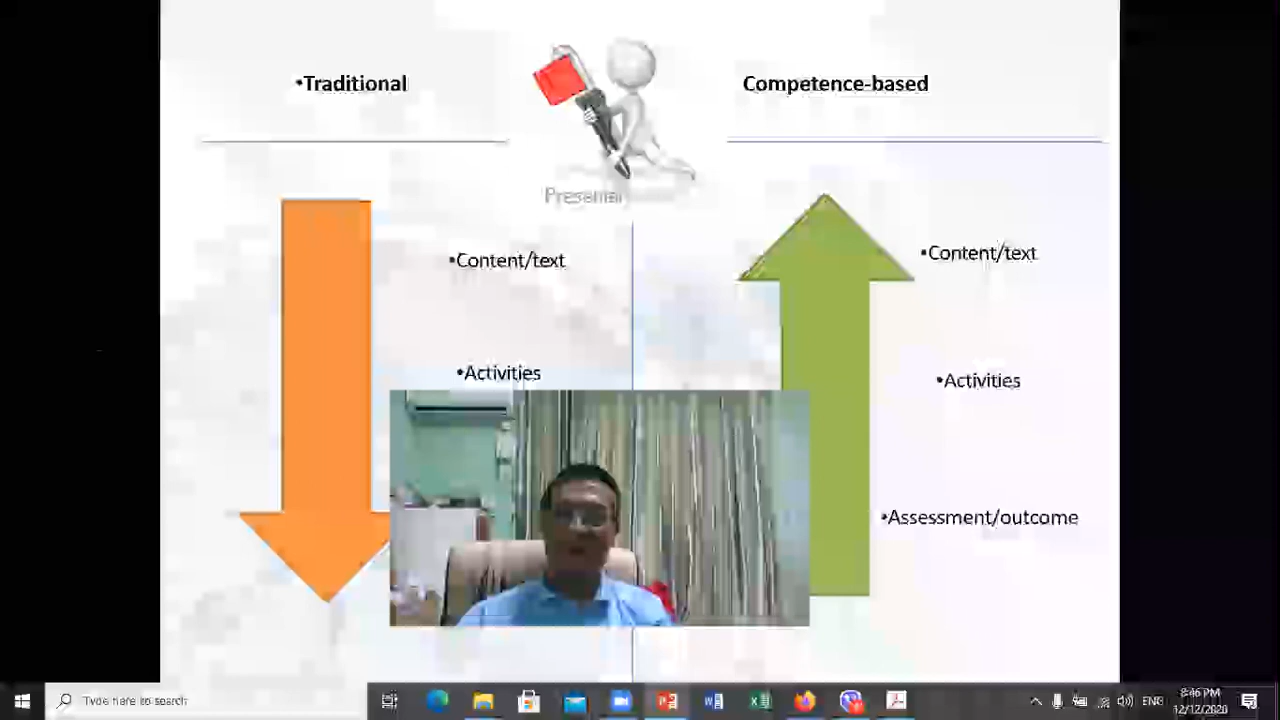 •Traditional
Competence-based
•Content/text
•Activities
•Content/text
•Activities
•Assessment/outcome
Type here to search
ENG
8:46 PM
12/12/2020